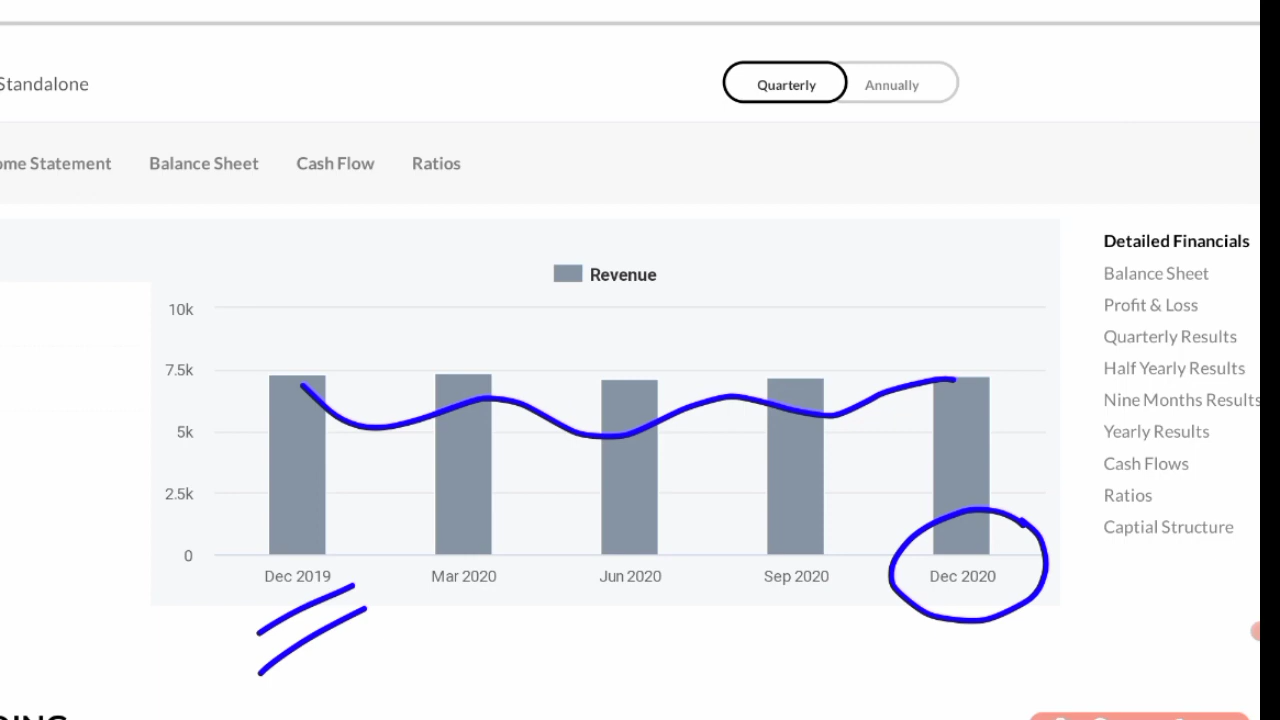 Standalone
Quarterly
Annually
ome Statement
Balance Sheet
Cash Flow
Ratios
Revenue
10k
7.5k
5k
2.5k
0
Dec 2019
Mar 2020
Jun 2020
Sep 2020
Dec 2020
Detailed Financials
Balance Sheet
Profit & Loss
Quarterly Results
Half Yearly Results
Nine Months Results
Yearly Results
Cash Flows
Ratios
Captial Structure